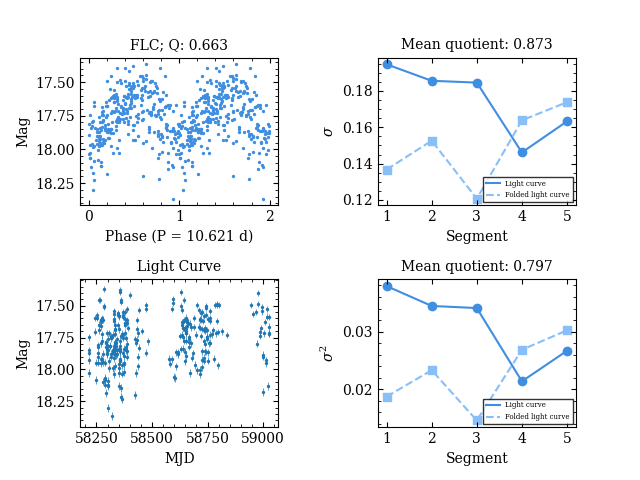 FLC; Q: 0.663
Mag
17.50
17.75
18.00
18.25
0
1
2
Phase (P = 10.621 d)
Mean quotient: 0.873
σ
0.18
0.16
0.14
0.12
Light curve
Folded light curve
1 2 3 4 5
Segment
Light Curve
Mag
17.50
17.75
18.00
18.25
58250 58500 58750 59000
MJD
Mean quotient: 0.797
σ²
0.03
0.02
Light curve
Folded light curve
1 2 3 4 5
Segment